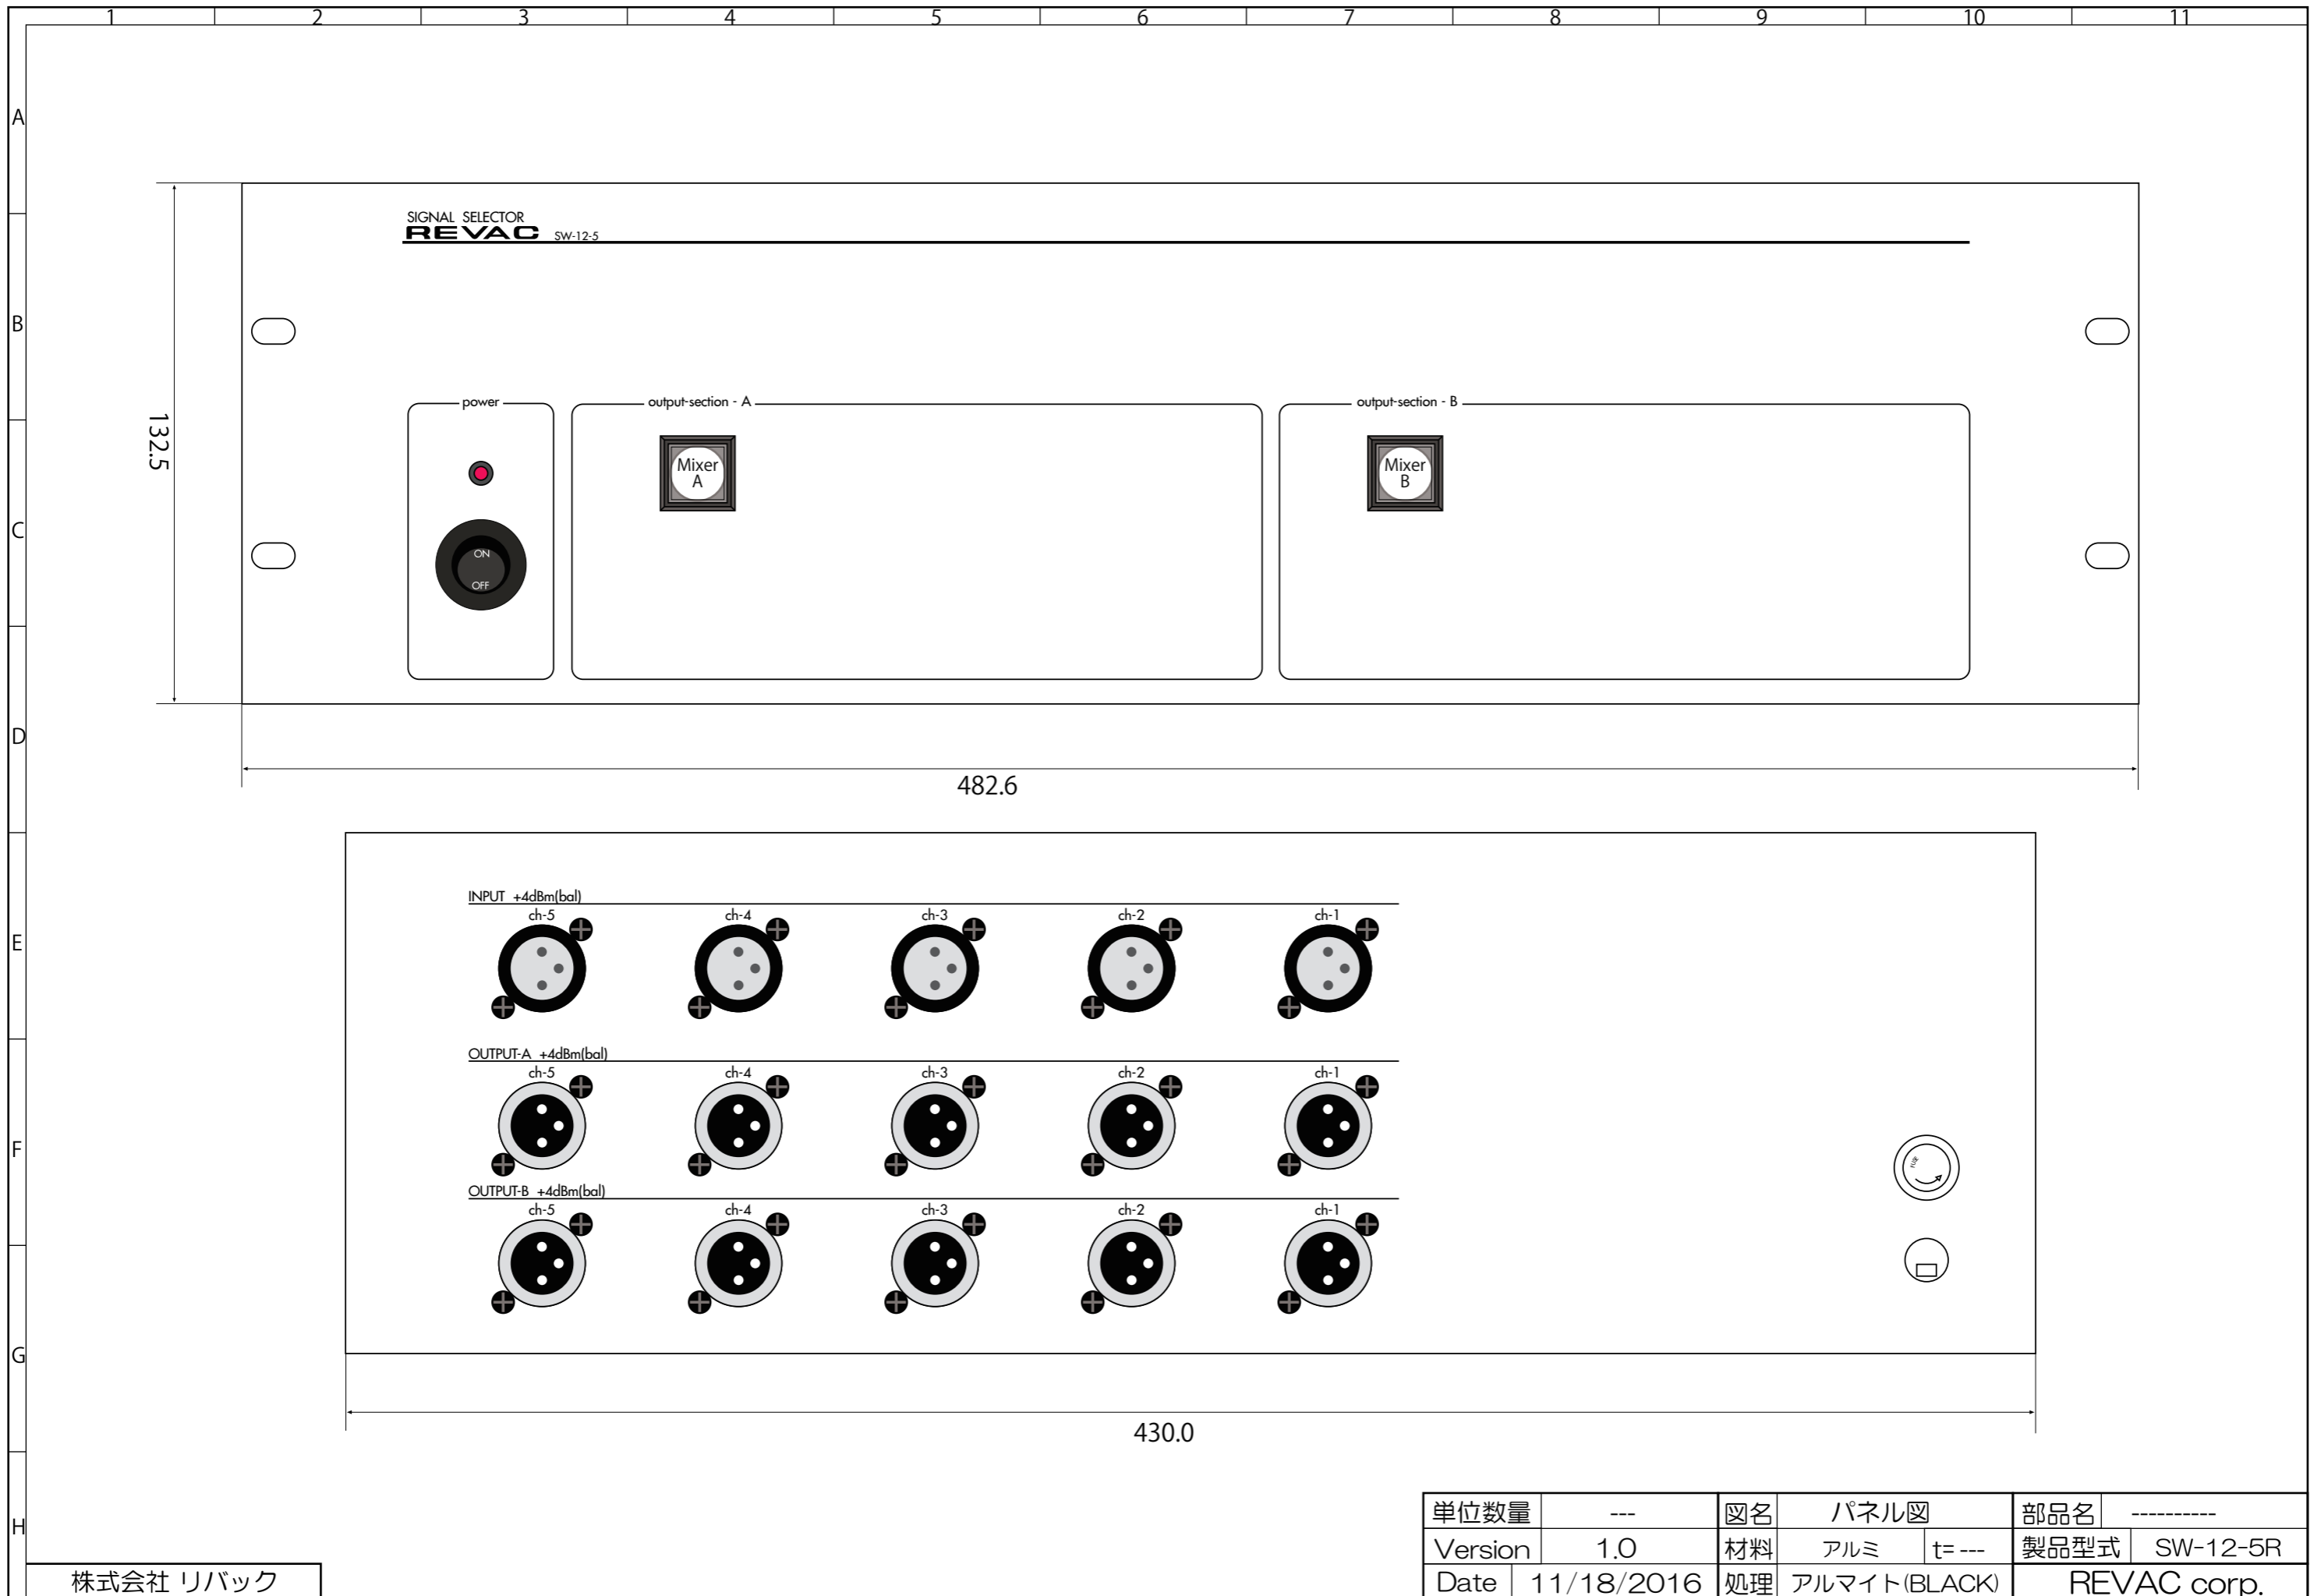 1 2 3 4 5 6 7 8 9 10 11
A
B
C
D
E
F
G
H
SIGNAL SELECTOR
REVAC SW-12-5
132.5
power
output-section - A
output-section - B
Mixer
A
Mixer
B
ON
OFF
482.6
INPUT +4dBm(bal)
ch-5 ch-4 ch-3 ch-2 ch-1
OUTPUT-A +4dBm(bal)
ch-5 ch-4 ch-3 ch-2 ch-1
FUSE
OUTPUT-B +4dBm(bal)
ch-5 ch-4 ch-3 ch-2 ch-1
430.0
単位数量 --- 図名 パネル図 部品名 ----------
Version 1.0 材料 アルミ t= --- 製品型式 SW-12-5R
Date 11/18/2016 処理 アルマイト(BLACK) REVAC corp.
株式会社 リバック